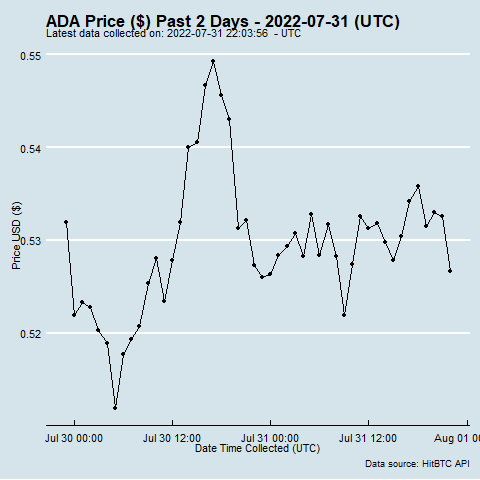 ADA Price ($) Past 2 Days - 2022-07-31 (UTC)
Latest data collected on: 2022-07-31 22:03:56 - UTC
0.55
0.54
0.53
0.52
Price USD ($)
Jul 30 00:00
Jul 30 12:00
Jul 31 00:00
Jul 31 12:00
Aug 01 0
Date Time Collected (UTC)
Data source: HitBTC API